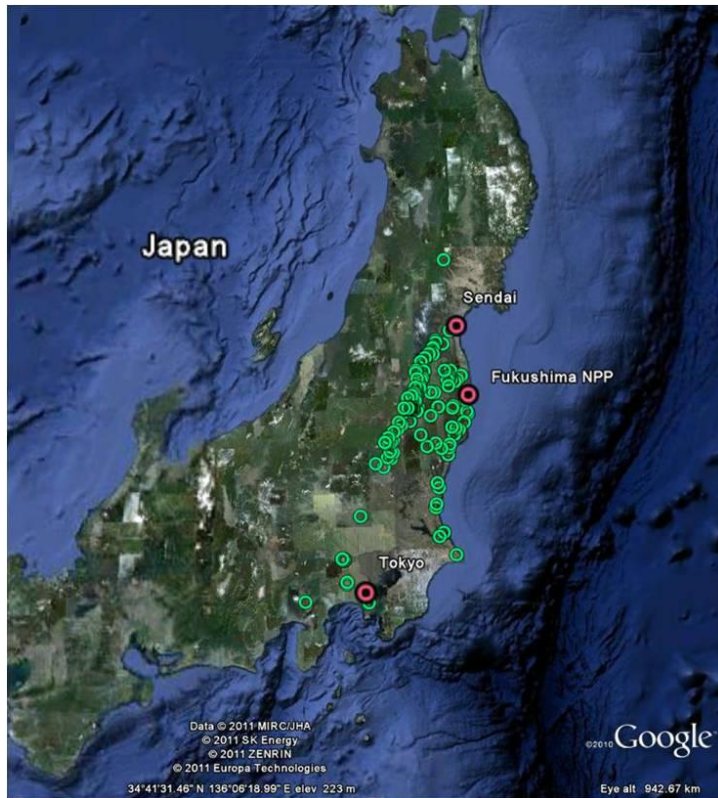 Japan
Sendai
Fukushima NPP
Tokyo
Data © 2011 MIRC/JHA
© 2011 SK Energy
© 2011 ZENRIN
© 2011 Europa Technologies
©2010 Google
34°41'31.46" N 136°06'18.99" E elev 223 m
Eye alt 942.67 km